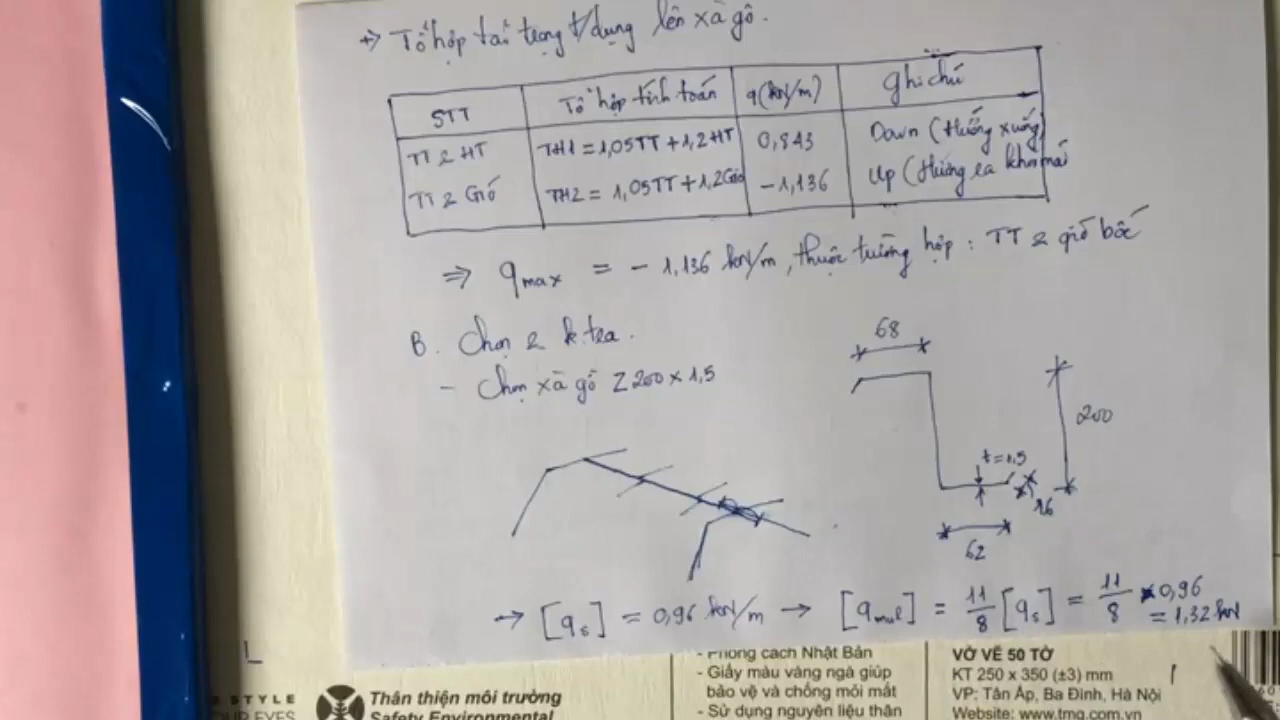 +> Tổ hợp tải trọng t/dụng lên xà gồ.
STT Tổ hợp tính toán q(kN/m) ghi chú
TT & HT TH1 = 1,05TT + 1,2HT 0,843 Down (Hướng xuống)
TT & Gió TH2 = 1,05TT + 1,2Gió -1,136 Up (Hướng ra khỏi mái)
=> qmax = - 1,136 kN/m, thuộc trường hợp: TT & gió bốc
B. Chọn & k.tra.
- Chọn xà gồ Z200 x 1,5
68
200
t=1,5
16
62
→ [qs] = 0,96 kN/m → [qmul] = 11/8 [qs] = 11/8 x 0,96
= 1,32 kN
- Phong cách Nhật Bản
- Giấy màu vàng ngà giúp
bảo vệ và chống mỏi mắt
- Sử dụng nguyên liệu thân
VỞ VẼ 50 TỜ
KT 250 x 350 (±3) mm
VP: Tân Ấp, Ba Đình, Hà Nội
Website: www.tmg.com.vn
STYLE
OUR EYES
Thân thiện môi trường
Safety Environmental